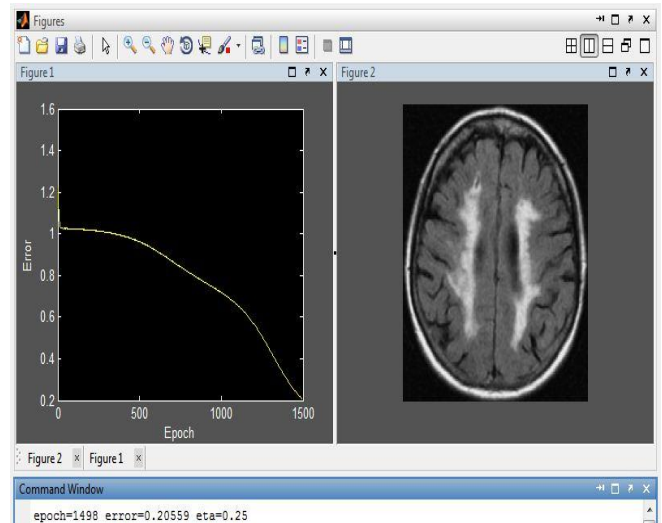 Figures
Figure 1
Figure 2
1.6
1.4
1.2
1
0.8
0.6
0.4
0.2
Error
0
500
1000
1500
Epoch
Figure 2 x Figure 1 x
Command Window
epoch=1498 error=0.20559 eta=0.25